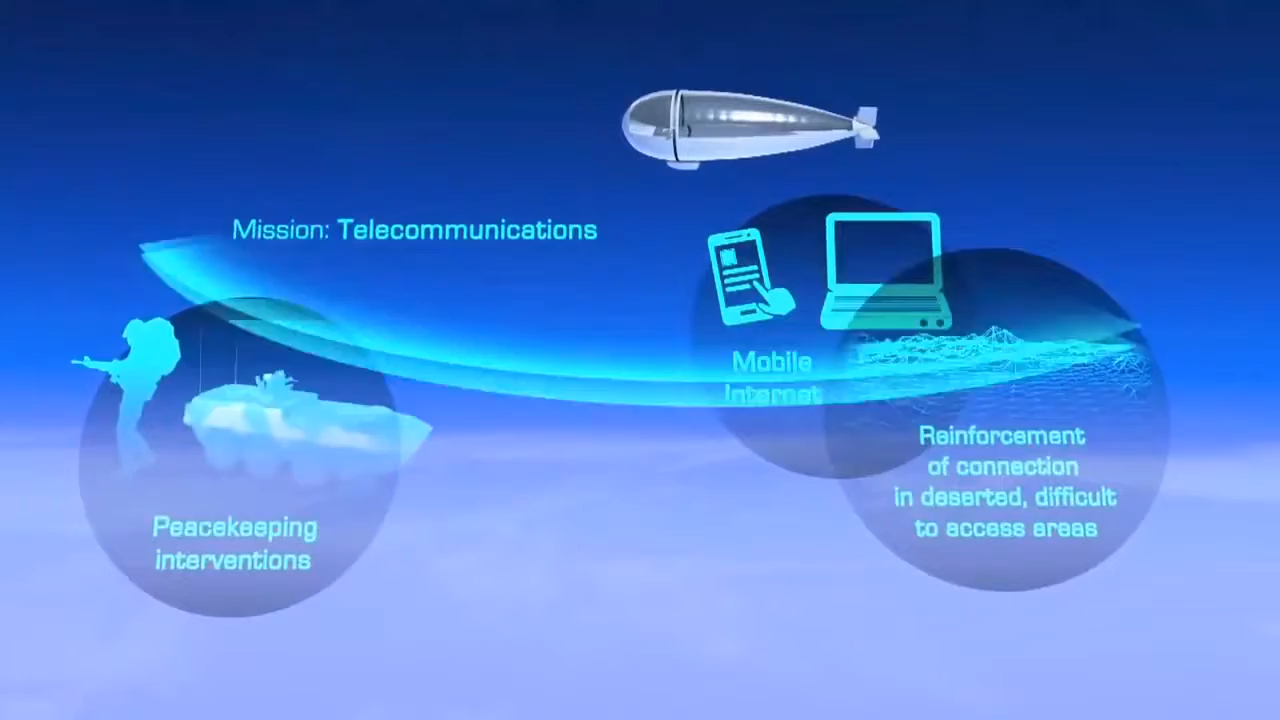 Mission: Telecommunications
Mobile
Internet
Reinforcement
of connection
in deserted, difficult
to access areas
Peacekeeping
interventions